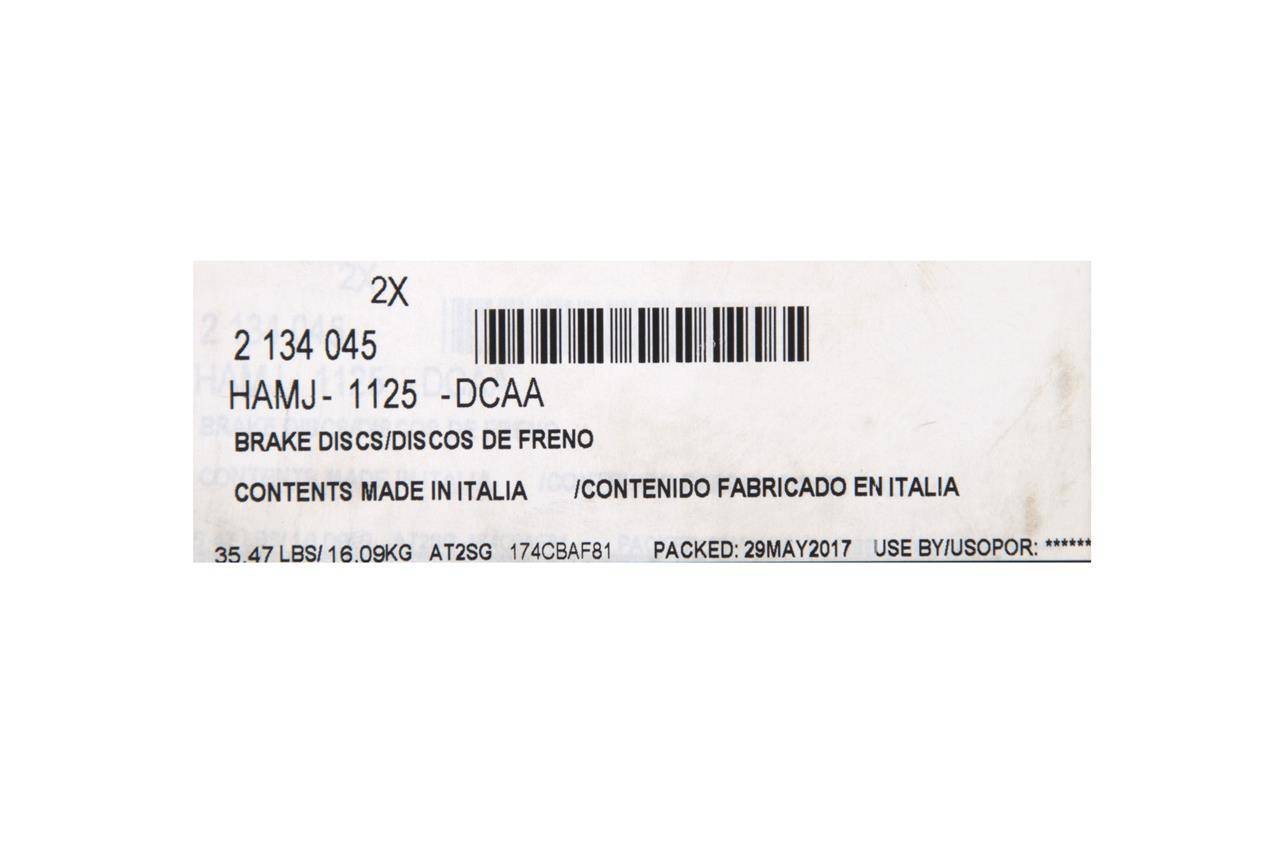 2X
2 134 045
HAMJ- 1125 -DCAA
BRAKE DISCS/DISCOS DE FRENO
CONTENTS MADE IN ITALIA /CONTENIDO FABRICADO EN ITALIA
35.47 LBS/ 16.09KG AT2SG 174CBAF81 PACKED: 29MAY2017 USE BY/USOPOR: ******